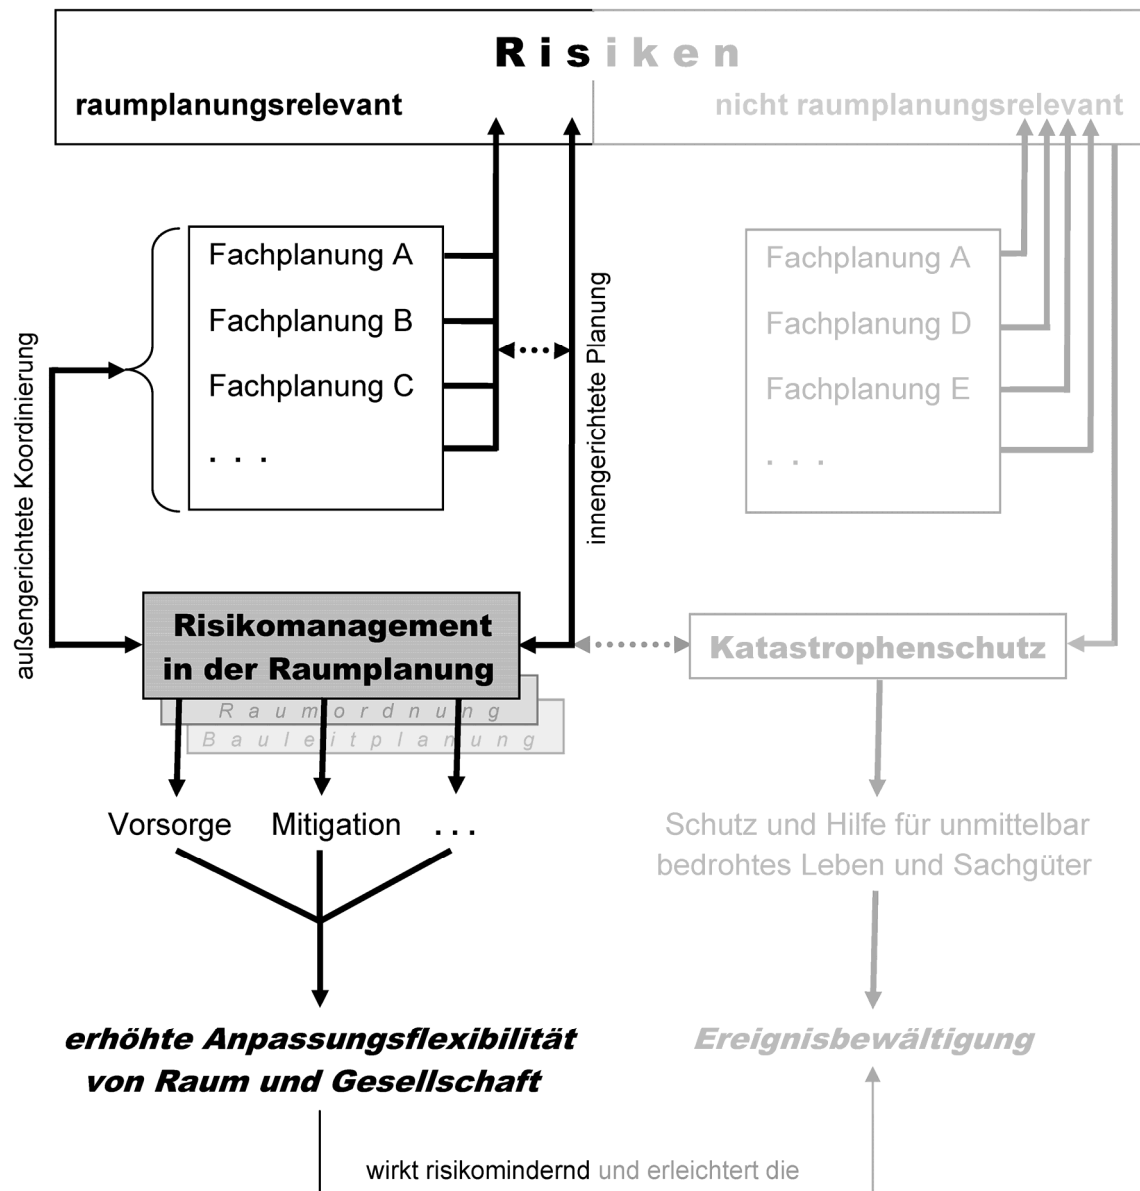 Risiken
raumplanungsrelevant
nicht raumplanungsrelevant
außengerichtete Koordinierung
Fachplanung A
Fachplanung B
Fachplanung C
. . .
innengerichtete Planung
Fachplanung A
Fachplanung D
Fachplanung E
. . .
Risikomanagement
in der Raumplanung
Raumordnung
Bauleitplanung
Katastrophenschutz
Vorsorge
Mitigation
. . .
Schutz und Hilfe für unmittelbar
bedrohtes Leben und Sachgüter
erhöhte Anpassungsflexibilität
von Raum und Gesellschaft
Ereignisbewältigung
wirkt risikomindernd und erleichtert die